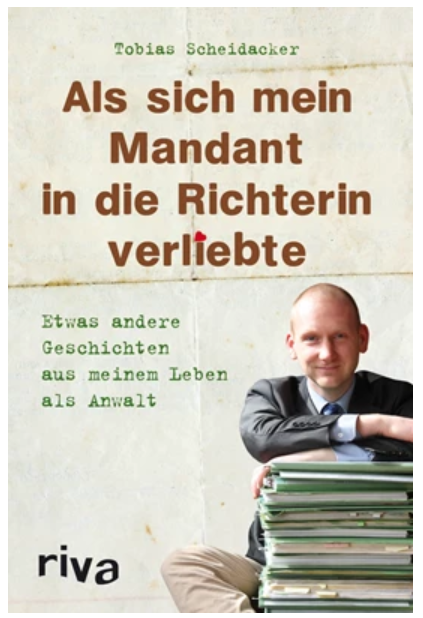 Tobias Scheidacker
Als sich mein
Mandant
in die Richterin
verliebte
Etwas andere
Geschichten
aus meinem Leben
als Anwalt
riva